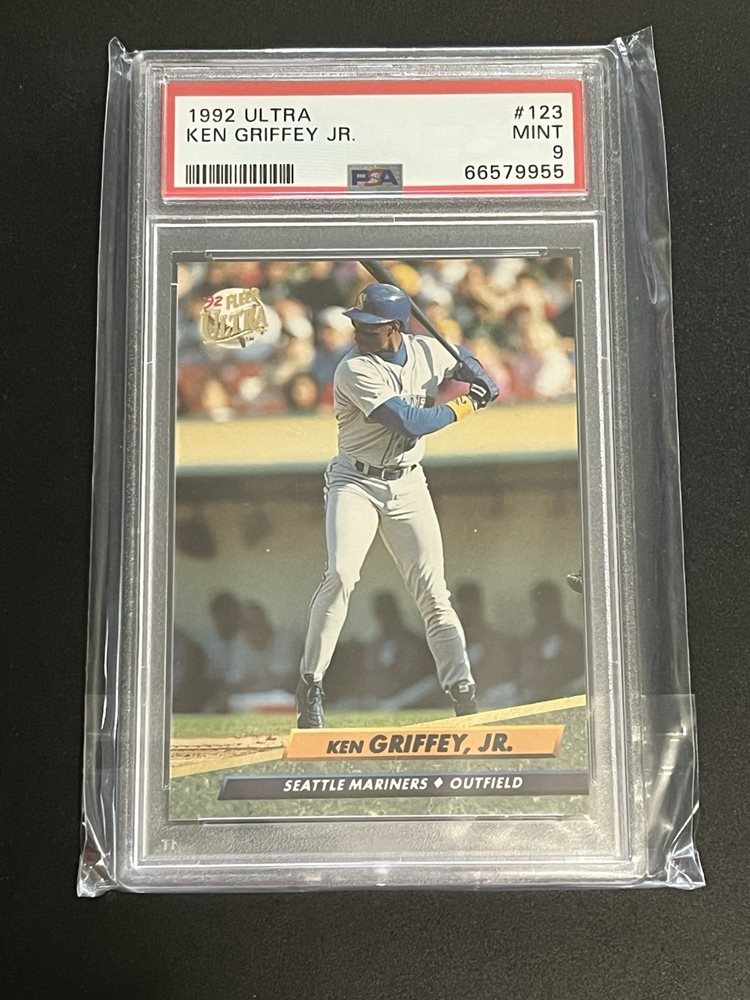 1992 ULTRA #123
KEN GRIFFEY JR. MINT
9
PSA 66579955
92 FLEER
ULTRA
KEN GRIFFEY, JR.
SEATTLE MARINERS ♦ OUTFIELD